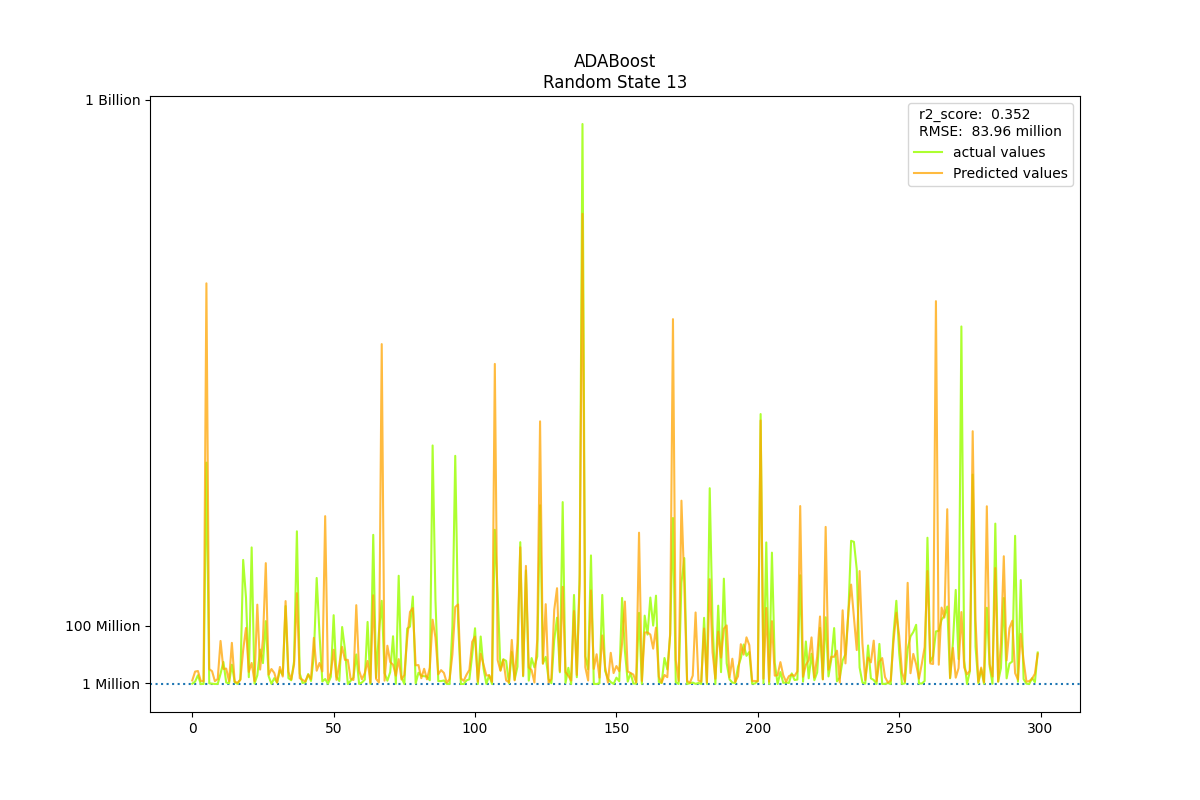 ADABoost
Random State 13
1 Billion
100 Million
1 Million
r2_score:  0.352
RMSE:  83.96 million
actual values
Predicted values
0
50
100
150
200
250
300